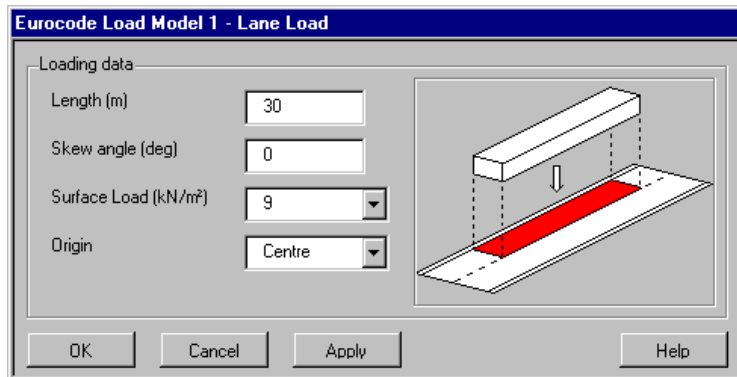 Eurocode Load Model 1 - Lane Load
Loading data
Length (m) 30
Skew angle (deg) 0
Surface Load (kN/m²) 9
Origin Centre
OK Cancel Apply Help